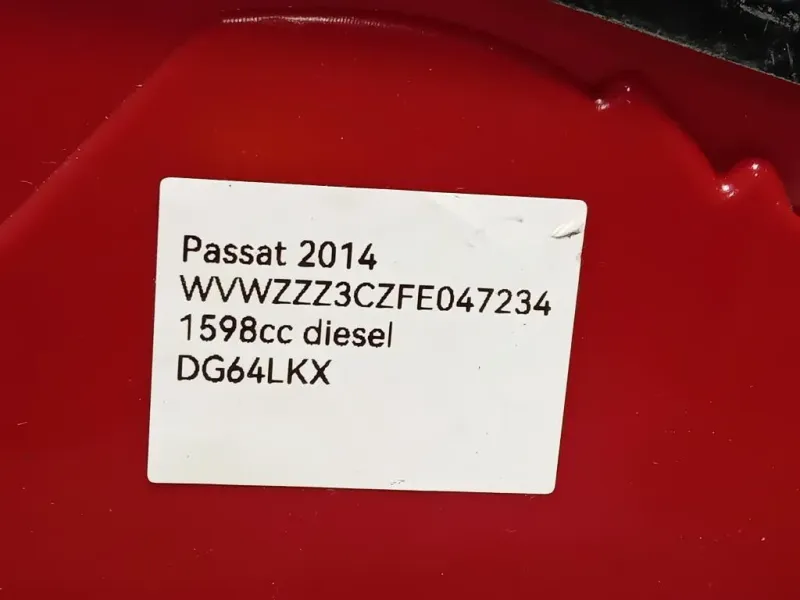 Passat 2014
WVWZZZ3CZFE047234
1598cc diesel
DG64LKX